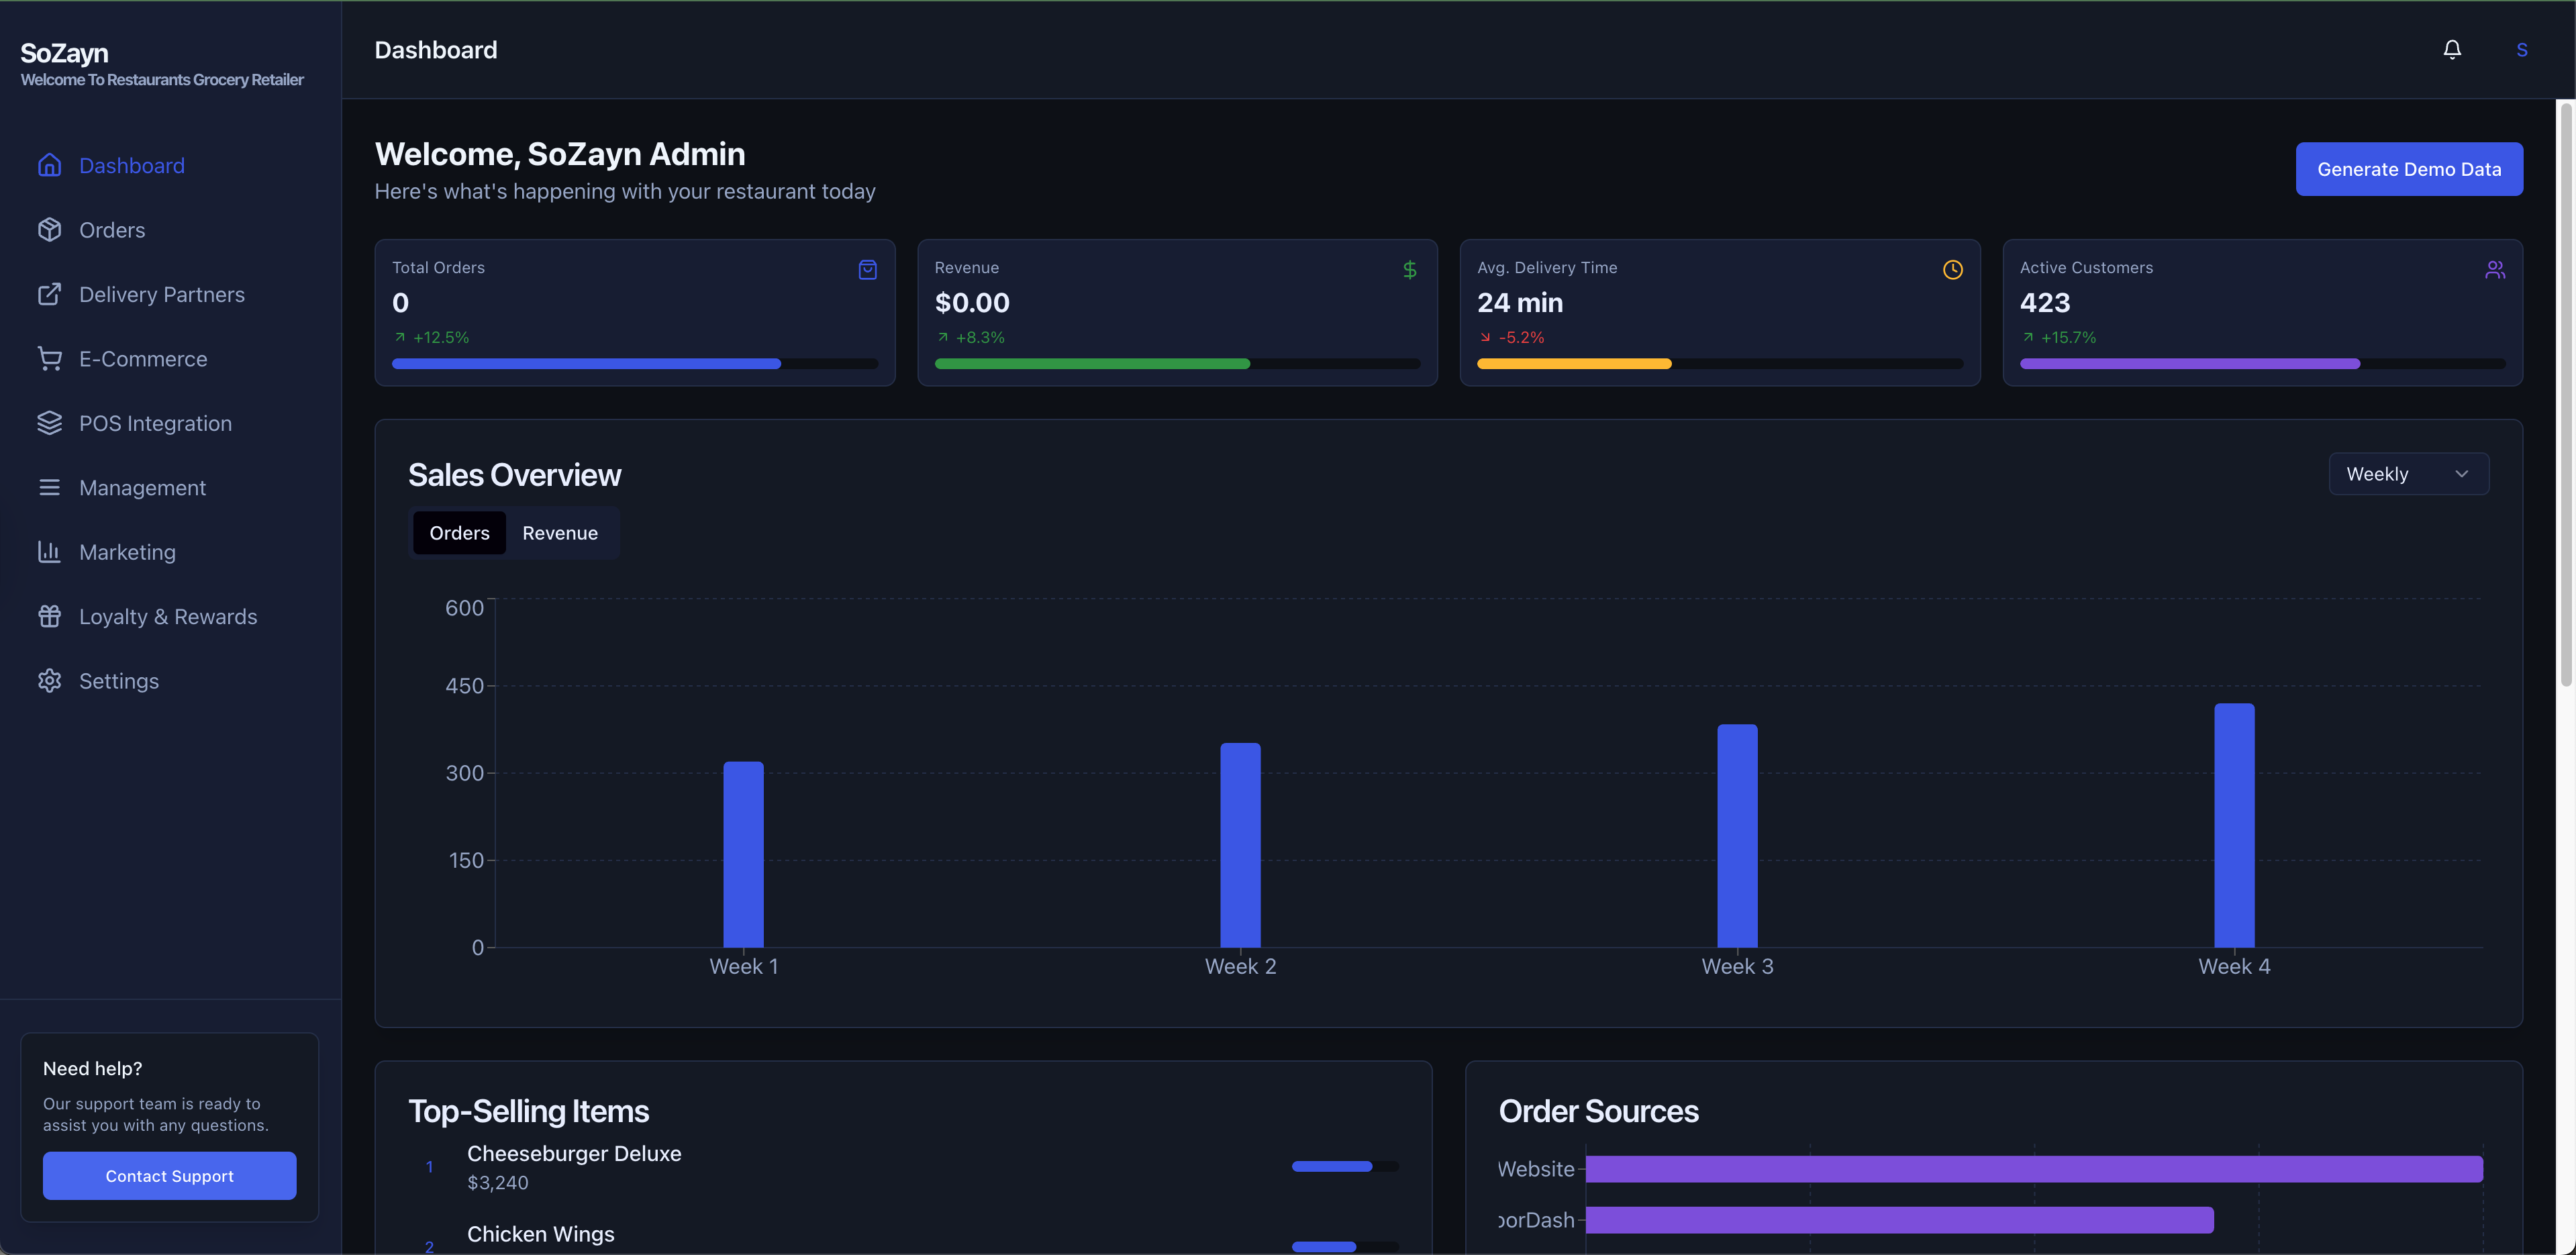 SoZayn
Welcome To Restaurants Grocery Retailer
Dashboard
Orders
Delivery Partners
E-Commerce
POS Integration
Management
Marketing
Loyalty & Rewards
Settings
Need help?
Our support team is ready to
assist you with any questions.
Contact Support
Dashboard
S
Welcome, SoZayn Admin
Here's what's happening with your restaurant today
Generate Demo Data
Total Orders
0
+12.5%
Revenue
$0.00
+8.3%
Avg. Delivery Time
24 min
-5.2%
Active Customers
423
+15.7%
Sales Overview
Weekly
Orders Revenue
600
450
300
150
0
Week 1 Week 2 Week 3 Week 4
Top-Selling Items
1 Cheeseburger Deluxe
$3,240
2 Chicken Wings
Order Sources
Website
oorDash